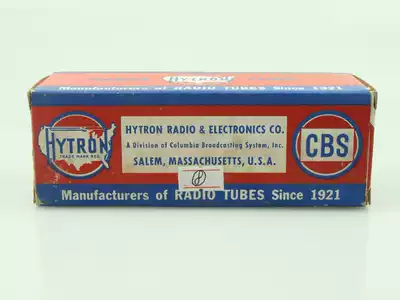 HYTRON
Manufacturers of RADIO TUBES Since 1921
HYTRON
TRADE MARK REG.
HYTRON RADIO & ELECTRONICS CO.
A Division of Columbia Broadcasting System, Inc.
SALEM, MASSACHUSETTS, U.S.A.
CBS
Manufacturers of RADIO TUBES Since 1921